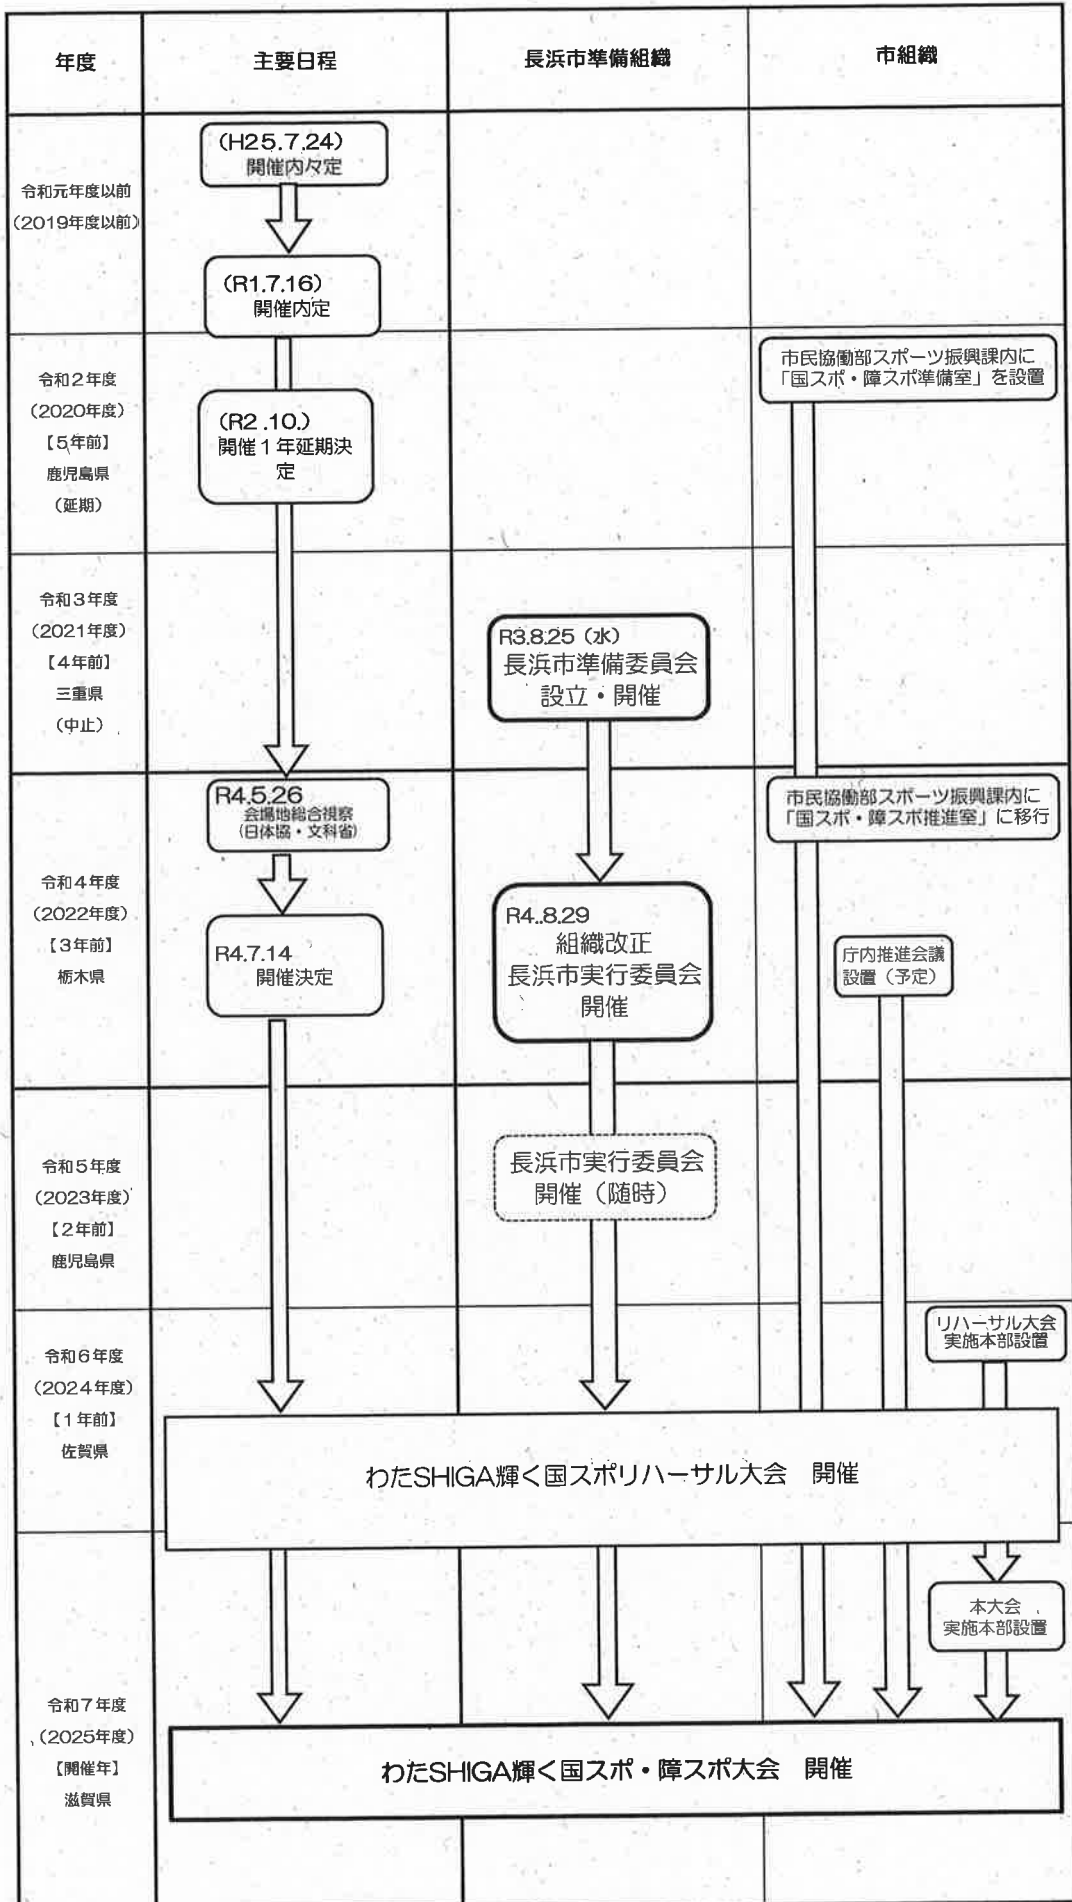 年度
主要日程
長浜市準備組織
市組織
令和元年度以前
(2019年度以前)
(H25.7.24)
開催内々定
(R1.7.16)
開催内定
令和2年度
(2020年度)
【5年前】
鹿児島県
(延期)
(R2.10.)
開催1年延期決
定
市民協働部スポーツ振興課内に
「国スポ・障スポ準備室」を設置
令和3年度
(2021年度)
【4年前】
三重県
(中止)
R3.8.25(水)
長浜市準備委員会
設立・開催
令和4年度
(2022年度)
【3年前】
栃木県
R4.5.26
会場地総合視察
(日体協・文科省)
R4.7.14
開催決定
R4..8.29
組織改正
長浜市実行委員会
開催
市民協働部スポーツ振興課内に
「国スポ・障スポ推進室」に移行
庁内推進会議
設置(予定)
令和5年度
(2023年度)
【2年前】
鹿児島県
長浜市実行委員会
開催(随時)
令和6年度
(2024年度)
【1年前】
佐賀県
リハーサル大会
実施本部設置
わたSHIGA輝く国スポリハーサル大会 開催
令和7年度
(2025年度)
【開催年】
滋賀県
本大会
実施本部設置
わたSHIGA輝く国スポ・障スポ大会 開催